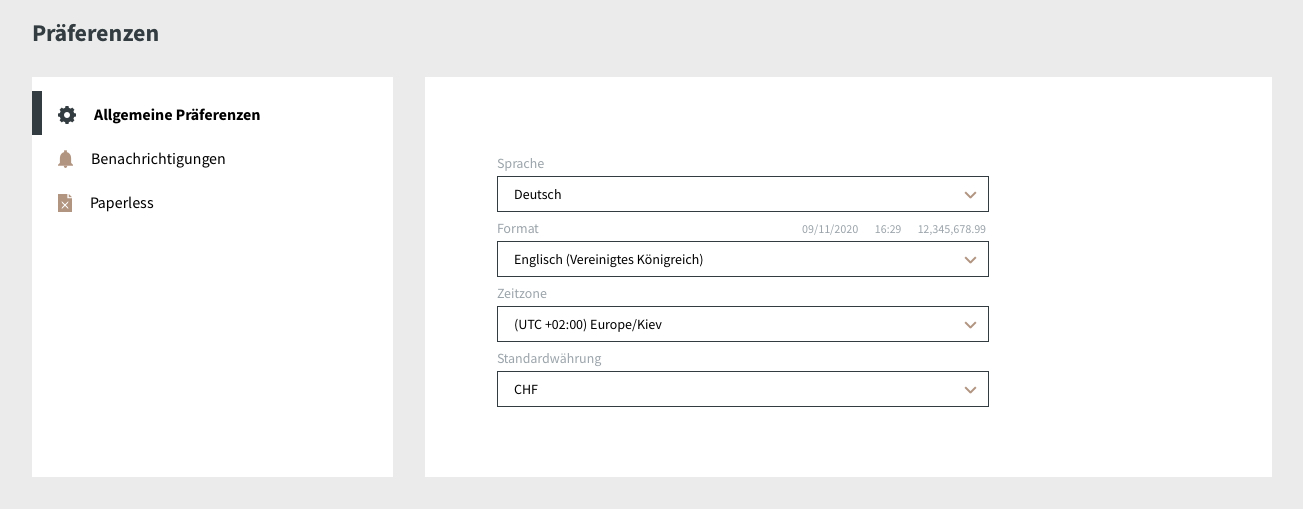 Präferenzen
Allgemeine Präferenzen
Benachrichtigungen
Paperless
Sprache
Deutsch
Format 09/11/2020 16:29 12,345,678.99
Englisch (Vereinigtes Königreich)
Zeitzone
(UTC +02:00) Europe/Kiev
Standardwährung
CHF